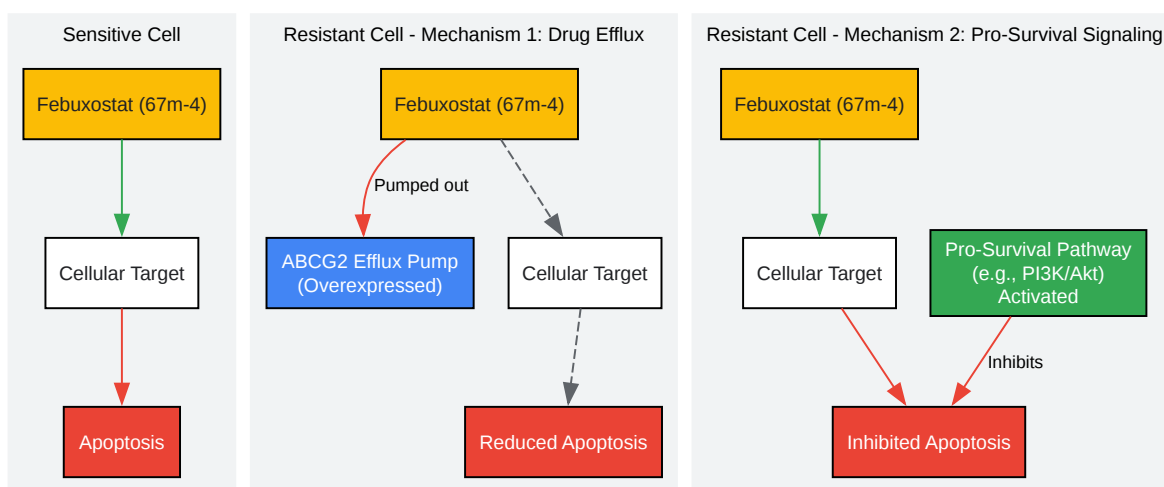 Sensitive Cell
Febuxostat (67m-4)
Cellular Target
Apoptosis
Resistant Cell - Mechanism 1: Drug Efflux
Febuxostat (67m-4)
Pumped out
ABCG2 Efflux Pump
(Overexpressed)
Cellular Target
Reduced Apoptosis
Resistant Cell - Mechanism 2: Pro-Survival Signaling
Febuxostat (67m-4)
Cellular Target
Pro-Survival Pathway
(e.g., PI3K/Akt)
Activated
Inhibits
Inhibited Apoptosis